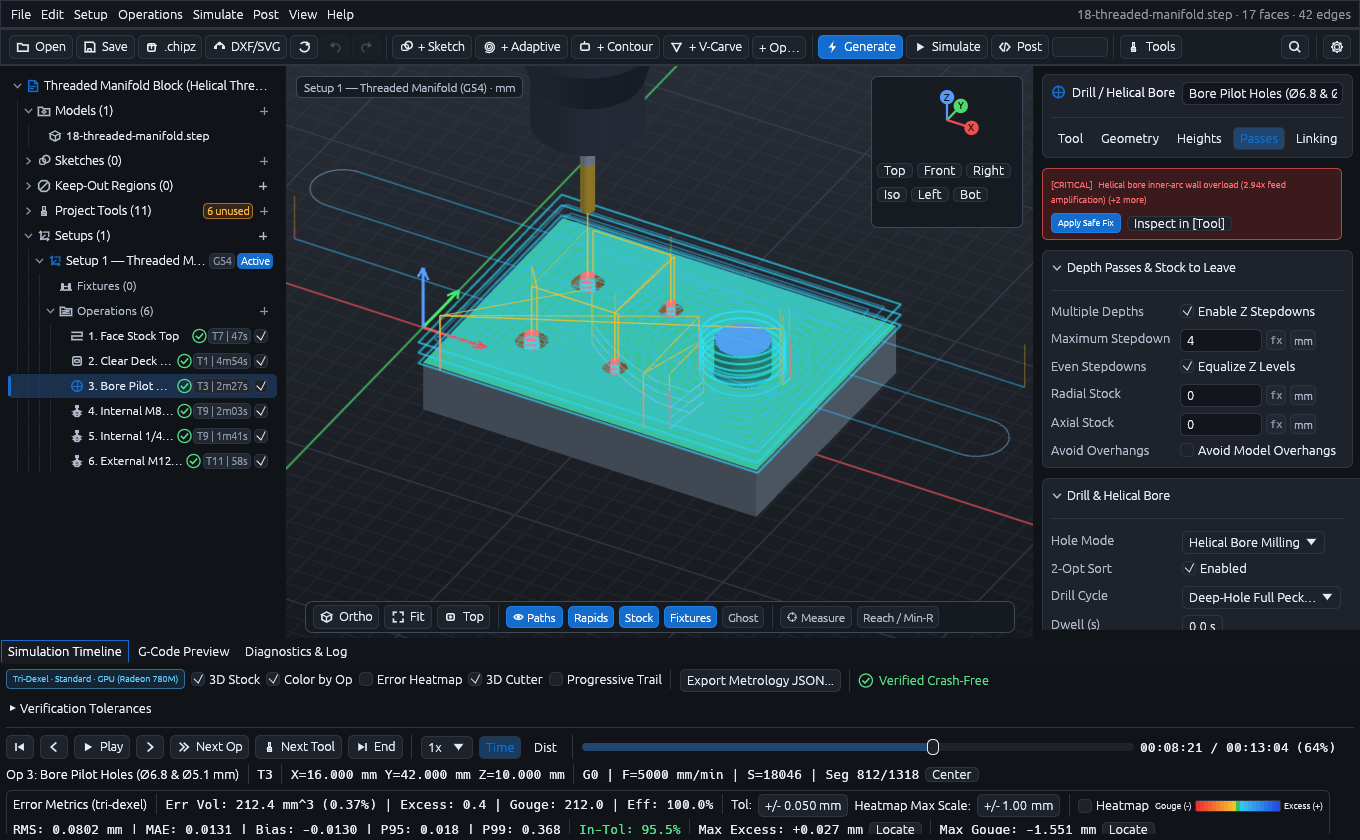 File Edit Setup Operations Simulate Post View Help 18-threaded-manifold.step · 17 faces · 42 edges
Open Save .chipz DXF/SVG + Sketch + Adaptive + Contour + V-Carve + Op... Generate Simulate Post Tools
Threaded Manifold Block (Helical Thre...
Models (1) +
18-threaded-manifold.step
Sketches (0) +
Keep-Out Regions (0) +
Project Tools (11) 6 unused +
Setups (1) +
Setup 1 — Threaded M... G54 Active
Fixtures (0)
Operations (6) +
1. Face Stock Top T7 | 47s
2. Clear Deck ... T1 | 4m54s
3. Bore Pilot ... T3 | 2m27s
4. Internal M8... T9 | 2m03s
5. Internal 1/4... T9 | 1m41s
6. External M12... T11 | 58s
Setup 1 — Threaded Manifold (G54) · mm
Z
Y
X
Top Front Right
Iso Left Bot
Ortho Fit Top Paths Rapids Stock Fixtures Ghost Measure Reach / Min-R
Drill / Helical Bore Bore Pilot Holes (Ø6.8 & Ø
Tool Geometry Heights Passes Linking
[CRITICAL] Helical bore inner-arc wall overload (2.94x feed
amplification) (+2 more)
Apply Safe Fix Inspect in [Tool]
Depth Passes & Stock to Leave
Multiple Depths Enable Z Stepdowns
Maximum Stepdown 4 fx mm
Even Stepdowns Equalize Z Levels
Radial Stock 0 fx mm
Axial Stock 0 fx mm
Avoid Overhangs Avoid Model Overhangs
Drill & Helical Bore
Hole Mode Helical Bore Milling
2-Opt Sort Enabled
Drill Cycle Deep-Hole Full Peck...
Dwell (s) 0.0 s
Simulation Timeline G-Code Preview Diagnostics & Log
Tri-Dexel · Standard · GPU (Radeon 780M) 3D Stock Color by Op Error Heatmap 3D Cutter Progressive Trail Export Metrology JSON... Verified Crash-Free
Verification Tolerances
Play Next Op Next Tool End 1x Time Dist 00:08:21 / 00:13:04 (64%)
Op 3: Bore Pilot Holes (Ø6.8 & Ø5.1 mm) T3 X=16.000 mm Y=42.000 mm Z=10.000 mm G0 | F=5000 mm/min | S=18046 | Seg 812/1318 Center
Error Metrics (tri-dexel) Err Vol: 212.4 mm^3 (0.37%) | Excess: 0.4 | Gouge: 212.0 | Eff: 100.0% Tol: +/- 0.050 mm Heatmap Max Scale: +/- 1.00 mm Heatmap Gouge (-) Excess (+)
RMS: 0.0802 mm | MAE: 0.0131 | Bias: -0.0130 | P95: 0.018 | P99: 0.368 In-Tol: 95.5% Max Excess: +0.027 mm Locate Max Gouge: -1.551 mm Locate